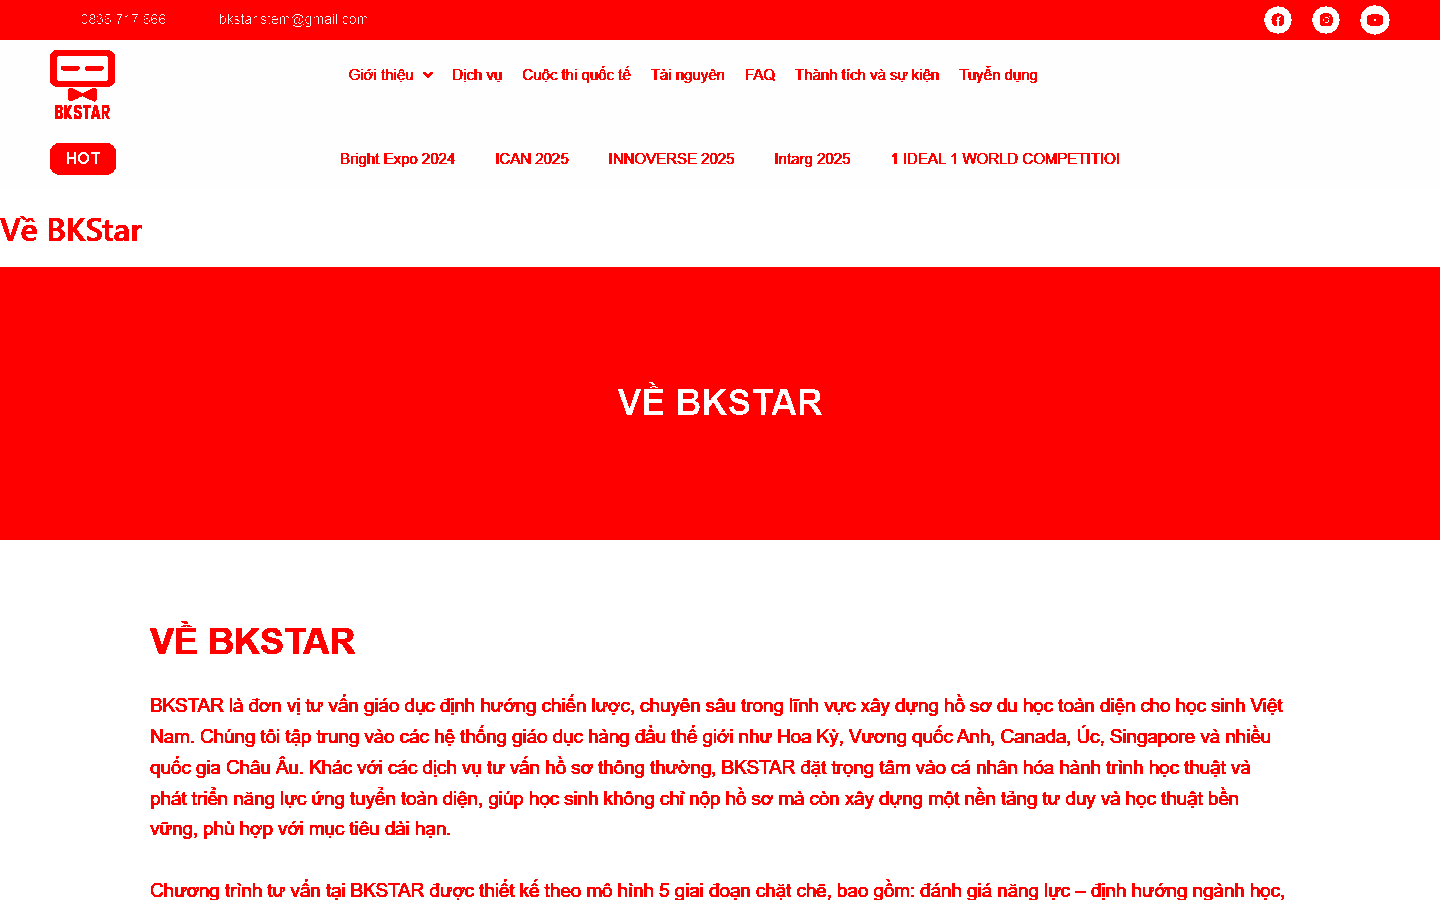 bkstar.stem@gmail.com
Giới thiệu
Dịch vụ
Cuộc thi quốc tế
Tài nguyên
FAQ
Thành tích và sự kiện
Tuyển dụng
BKSTAR
HOT
Bright Expo 2024
ICAN 2025
INNOVERSE 2025
Intarg 2025
1 IDEAL 1 WORLD
Về BKStar
VỀ BKSTAR
VỀ BKSTAR
BKSTAR là đơn vị tư vấn giáo dục định hướng chiến lược, chuyên sâu trong lĩnh vực xây dựng hồ sơ du học toàn diện cho học sinh Việt
Nam. Chúng tôi tập trung vào các hệ thống giáo dục hàng đầu thế giới như Hoa Kỳ, Vương quốc Anh, Canada, Úc, Singapore và nhiều
quốc gia Châu Âu. Khác với các dịch vụ tư vấn hồ sơ thông thường, BKSTAR đặt trọng tâm vào cá nhân hóa hành trình học thuật và
phát triển năng lực ứng tuyển toàn diện, giúp học sinh không chỉ nộp hồ sơ mà còn xây dựng một nền tảng tư duy và học thuật bền
vững, phù hợp với mục tiêu dài hạn.
Chương trình tư vấn tại BKSTAR được thiết kế theo mô hình 5 giai đoạn chặt chẽ, bao gồm: đánh giá năng lực – định hướng ngành học,